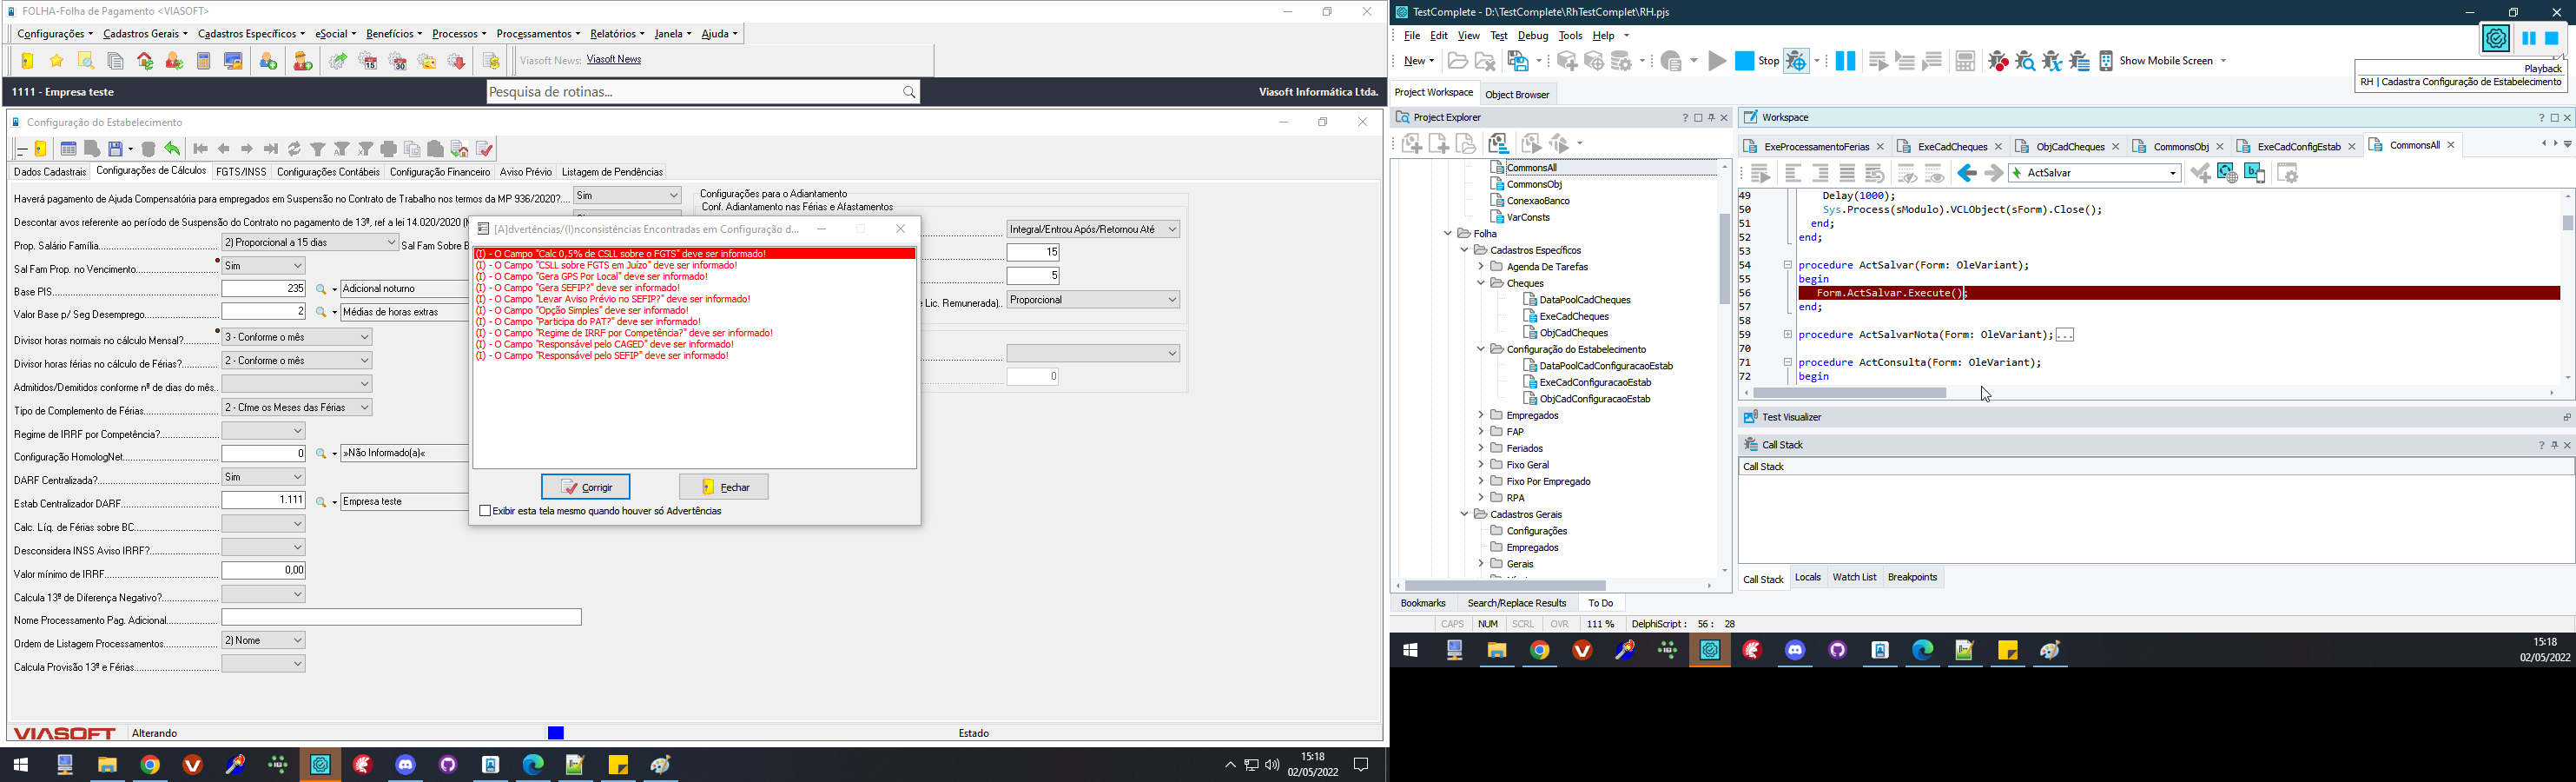 FOLHA-Folha de Pagamento <VIASOFT>
Configurações Cadastros Gerais Cadastros Específicos eSocial Benefícios Processos Processamentos Relatórios Janela Ajuda
Viasoft News: Viasoft News
1111 - Empresa teste
Pesquisa de rotinas...
Viasoft Informática Ltda.
Configuração do Estabelecimento
Dados Cadastrais Configurações de Cálculos FGTS/INSS Configurações Contábeis Configuração Financeiro Aviso Prévio Listagem de Pendências
Haverá pagamento de Ajuda Compensatória para empregados em Suspensão no Contrato de Trabalho nos termos da MP 936/2020?.... Sim
Descontar avos referente ao período de Suspensão do Contrato no pagamento de 13º, ref a lei 14.020/2020
Prop. Salário Família 2) Proporcional a 15 dias Sal Fam Sobre
Sal Fam Prop. no Vencimento Sim
Base PIS 235 Adicional noturno
Valor Base p/ Seg Desemprego 2 Médias de horas extras
Divisor horas normais no cálculo Mensal? 3 - Conforme o mês
Divisor horas férias no cálculo de Férias? 2 - Conforme o mês
Admitidos/Demitidos conforme nº de dias do mês..
Tipo de Complemento de Férias 2 - Cfme os Meses das Férias
Regime de IRRF por Competência?
Configuração HomologNet 0 »Não Informado(a)«
DARF Centralizada? Sim
Estab Centralizador DARF 1.111 Empresa teste
Calc. Líq. de Férias sobre BC
Desconsidera INSS Aviso IRRF?
Valor mínimo de IRRF 0,00
Calcula 13º de Diferença Negativo?
Nome Processamento Pag. Adicional
Ordem de Listagem Processamentos 2) Nome
Calcula Provisão 13º e Férias
Configurações para o Adiantamento
Conf. Adiantamento nas Férias e Afastamentos
Integral/Entrou Após/Retornou Até
15
5
e Lic. Remunerada).. Proporcional
0
[A]dvertências/(I)nconsistências Encontradas em Configuração d...
(I) - O Campo "Calc 0,5% de CSLL sobre o FGTS" deve ser informado!
(I) - O Campo "CSLL sobre FGTS em Juízo" deve ser informado!
(I) - O Campo "Gera GPS Por Local" deve ser informado!
(I) - O Campo "Gera SEFIP?" deve ser informado!
(I) - O Campo "Levar Aviso Prévio no SEFIP?" deve ser informado!
(I) - O Campo "Opção Simples" deve ser informado!
(I) - O Campo "Participa do PAT?" deve ser informado!
(I) - O Campo "Regime de IRRF por Competência?" deve ser informado!
(I) - O Campo "Responsável pelo CAGED" deve ser informado!
(I) - O Campo "Responsável pelo SEFIP" deve ser informado!
Corrigir Fechar
Exibir esta tela mesmo quando houver só Advertências
VIASOFT Alterando Estado
15:18
02/05/2022
TestComplete - D:\TestComplete\RhTestComplet\RH.pjs
File Edit View Test Debug Tools Help
New Stop Show Mobile Screen
Playback
RH | Cadastra Configuração de Estabelecimento
Project Workspace Object Browser
Project Explorer
CommonsAll
CommonsObj
ConexaoBanco
VarConsts
Folha
Cadastros Específicos
Agenda De Tarefas
Cheques
DataPoolCadCheques
ExeCadCheques
ObjCadCheques
Configuração do Estabelecimento
DataPoolCadConfiguracaoEstab
ExeCadConfiguracaoEstab
ObjCadConfiguracaoEstab
Empregados
FAP
Feriados
Fixo Geral
Fixo Por Empregado
RPA
Cadastros Gerais
Configurações
Empregados
Gerais
Bookmarks Search/Replace Results To Do
Workspace
ExeProcessamentoFerias ExeCadCheques ObjCadCheques CommonsObj ExeCadConfigEstab CommonsAll
ActSalvar
49 Delay(1000);
50 Sys.Process(sModulo).VCLObject(sForm).Close();
51 end;
52 end;
53
54 procedure ActSalvar(Form: OleVariant);
55 begin
56 Form.ActSalvar.Execute();
57 end;
58
59 procedure ActSalvarNota(Form: OleVariant);...
70
71 procedure ActConsulta(Form: OleVariant);
72 begin
Test Visualizer
Call Stack
Call Stack
Call Stack Locals Watch List Breakpoints
CAPS NUM SCRL OVR 111 % DelphiScript : 56 : 28
15:18
02/05/2022